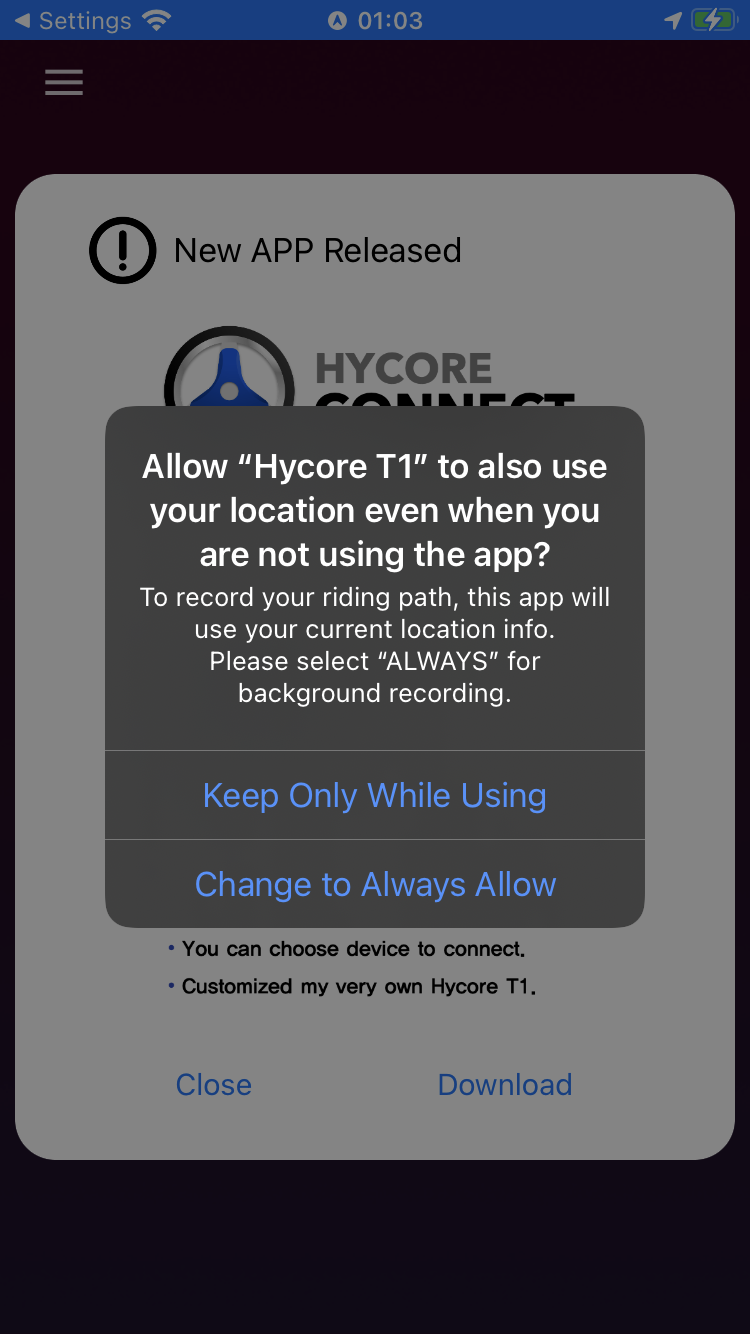 Settings
01:03
New APP Released
HYCORE
CONNECT
Allow “Hycore T1” to also use
your location even when you
are not using the app?
To record your riding path, this app will
use your current location info.
Please select “ALWAYS” for
background recording.
Keep Only While Using
Change to Always Allow
• You can choose device to connect.
• Customized my very own Hycore T1.
Close
Download